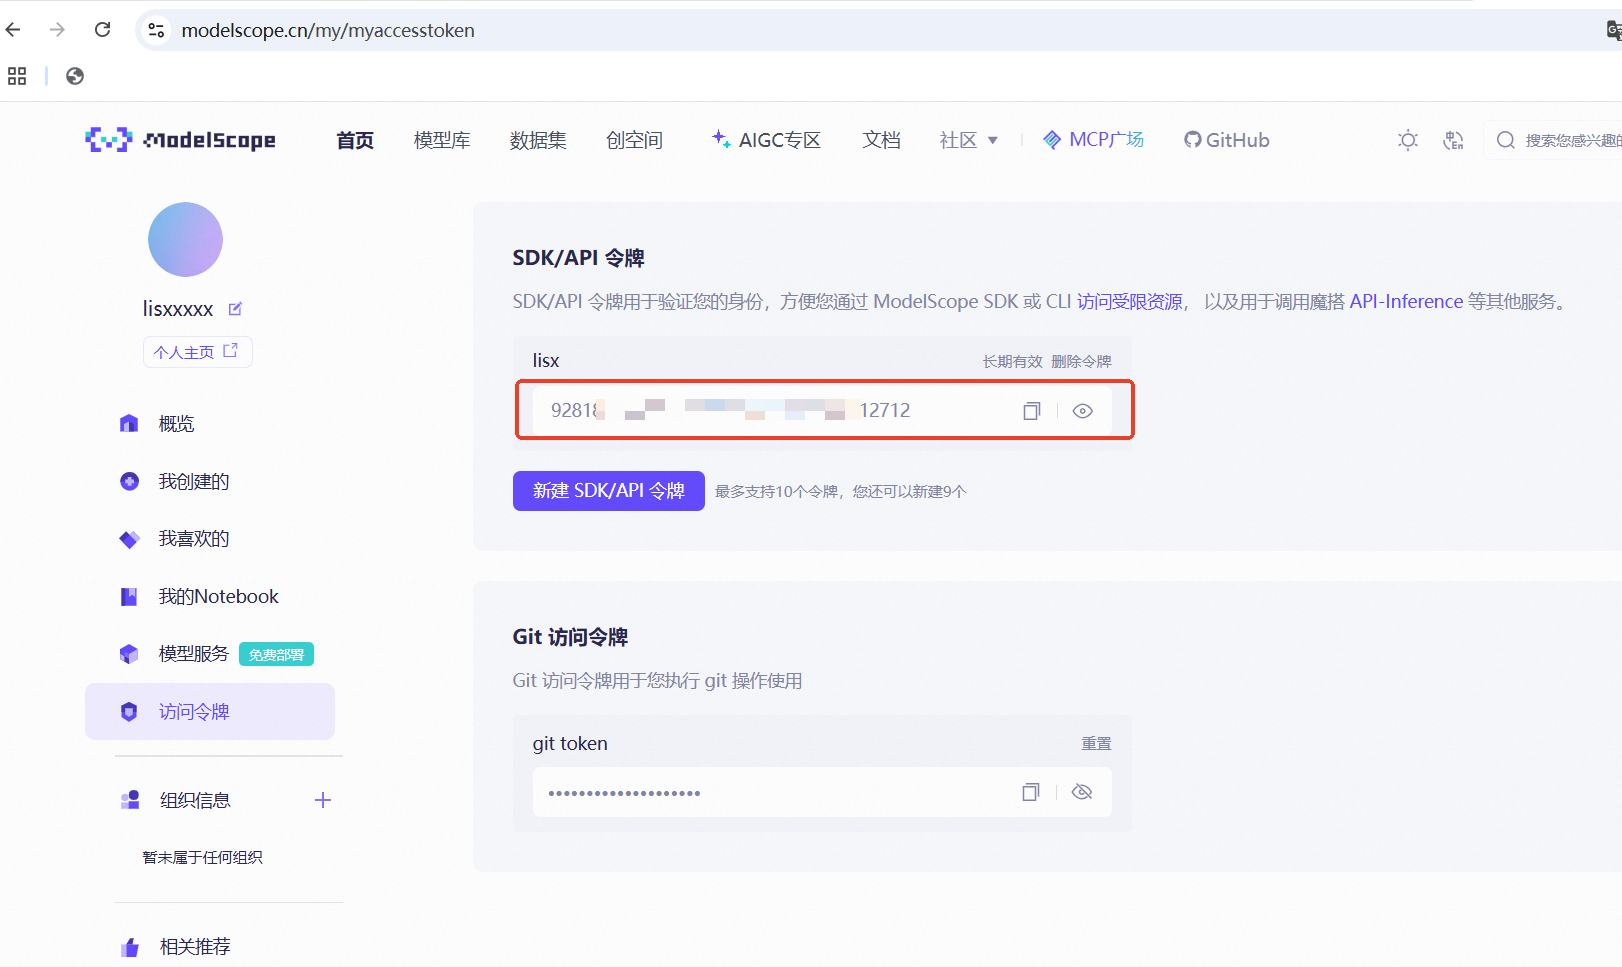 modelscope.cn/my/myaccesstoken
ModelScope 首页 模型库 数据集 创空间 AIGC专区 文档 社区 MCP广场 GitHub 搜索您感兴趣的
lisxxxxx
个人主页
概览
我创建的
我喜欢的
我的Notebook
模型服务 免费部署
访问令牌
组织信息
暂未属于任何组织
相关推荐
SDK/API 令牌
SDK/API 令牌用于验证您的身份，方便您通过 ModelScope SDK 或 CLI 访问受限资源， 以及用于调用魔搭 API-Inference 等其他服务。
lisx 长期有效 删除令牌
9281 12712
新建 SDK/API 令牌 最多支持10个令牌，您还可以新建9个
Git 访问令牌
Git 访问令牌用于您执行 git 操作使用
git token 重置
••••••••••••••••••••